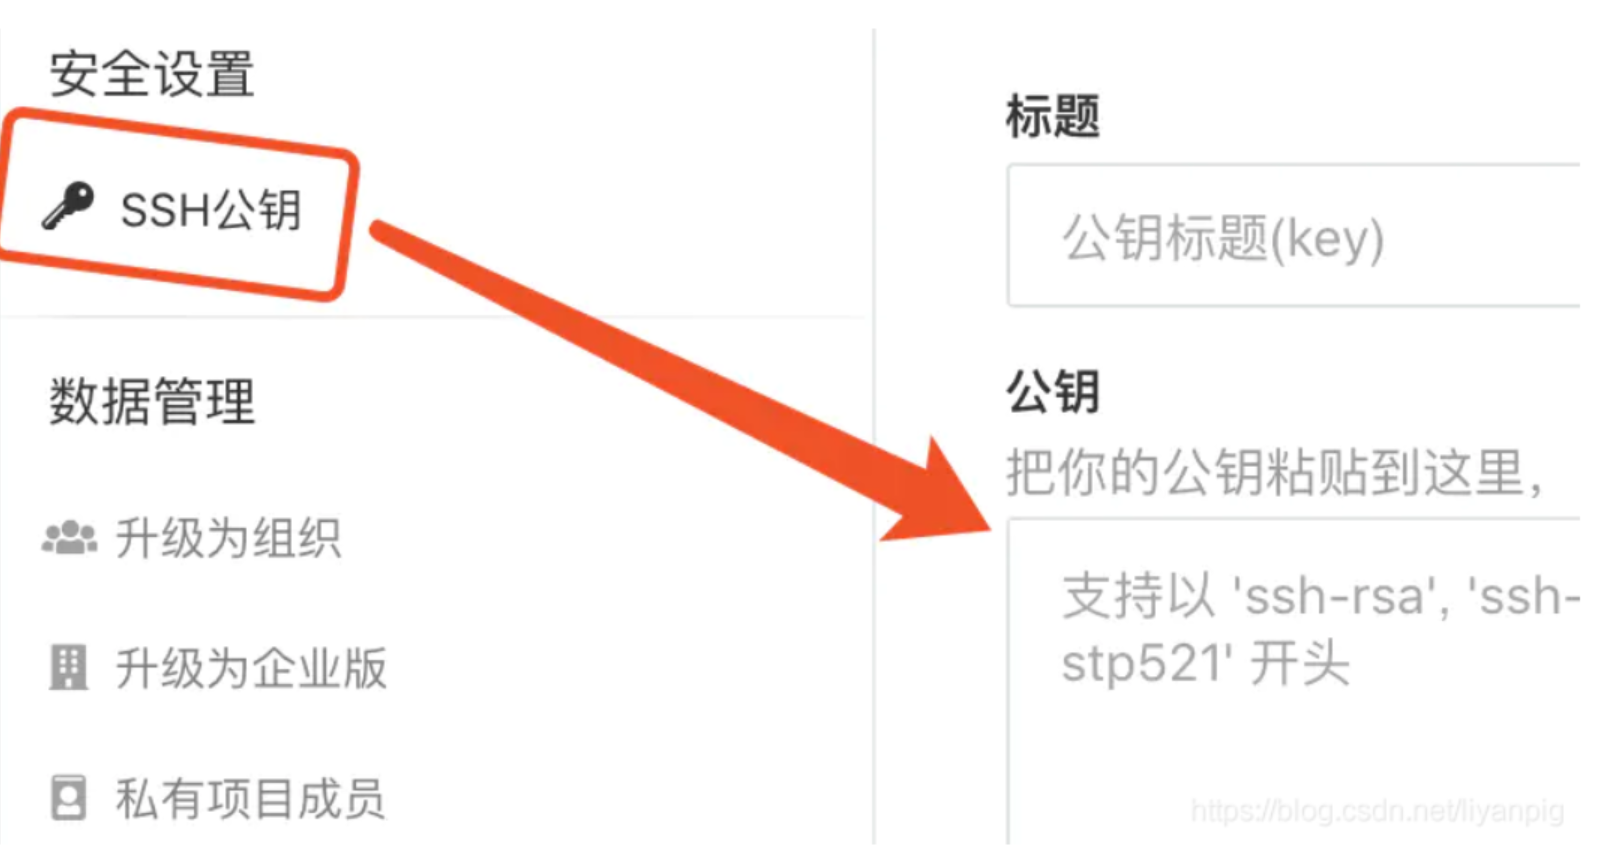 安全设置
SSH公钥
数据管理
升级为组织
升级为企业版
私有项目成员
标题
公钥标题(key)
公钥
把你的公钥粘贴到这里，
支持以 'ssh-rsa', 'ssh-
stp521' 开头
https://blog.csdn.net/liyanpig